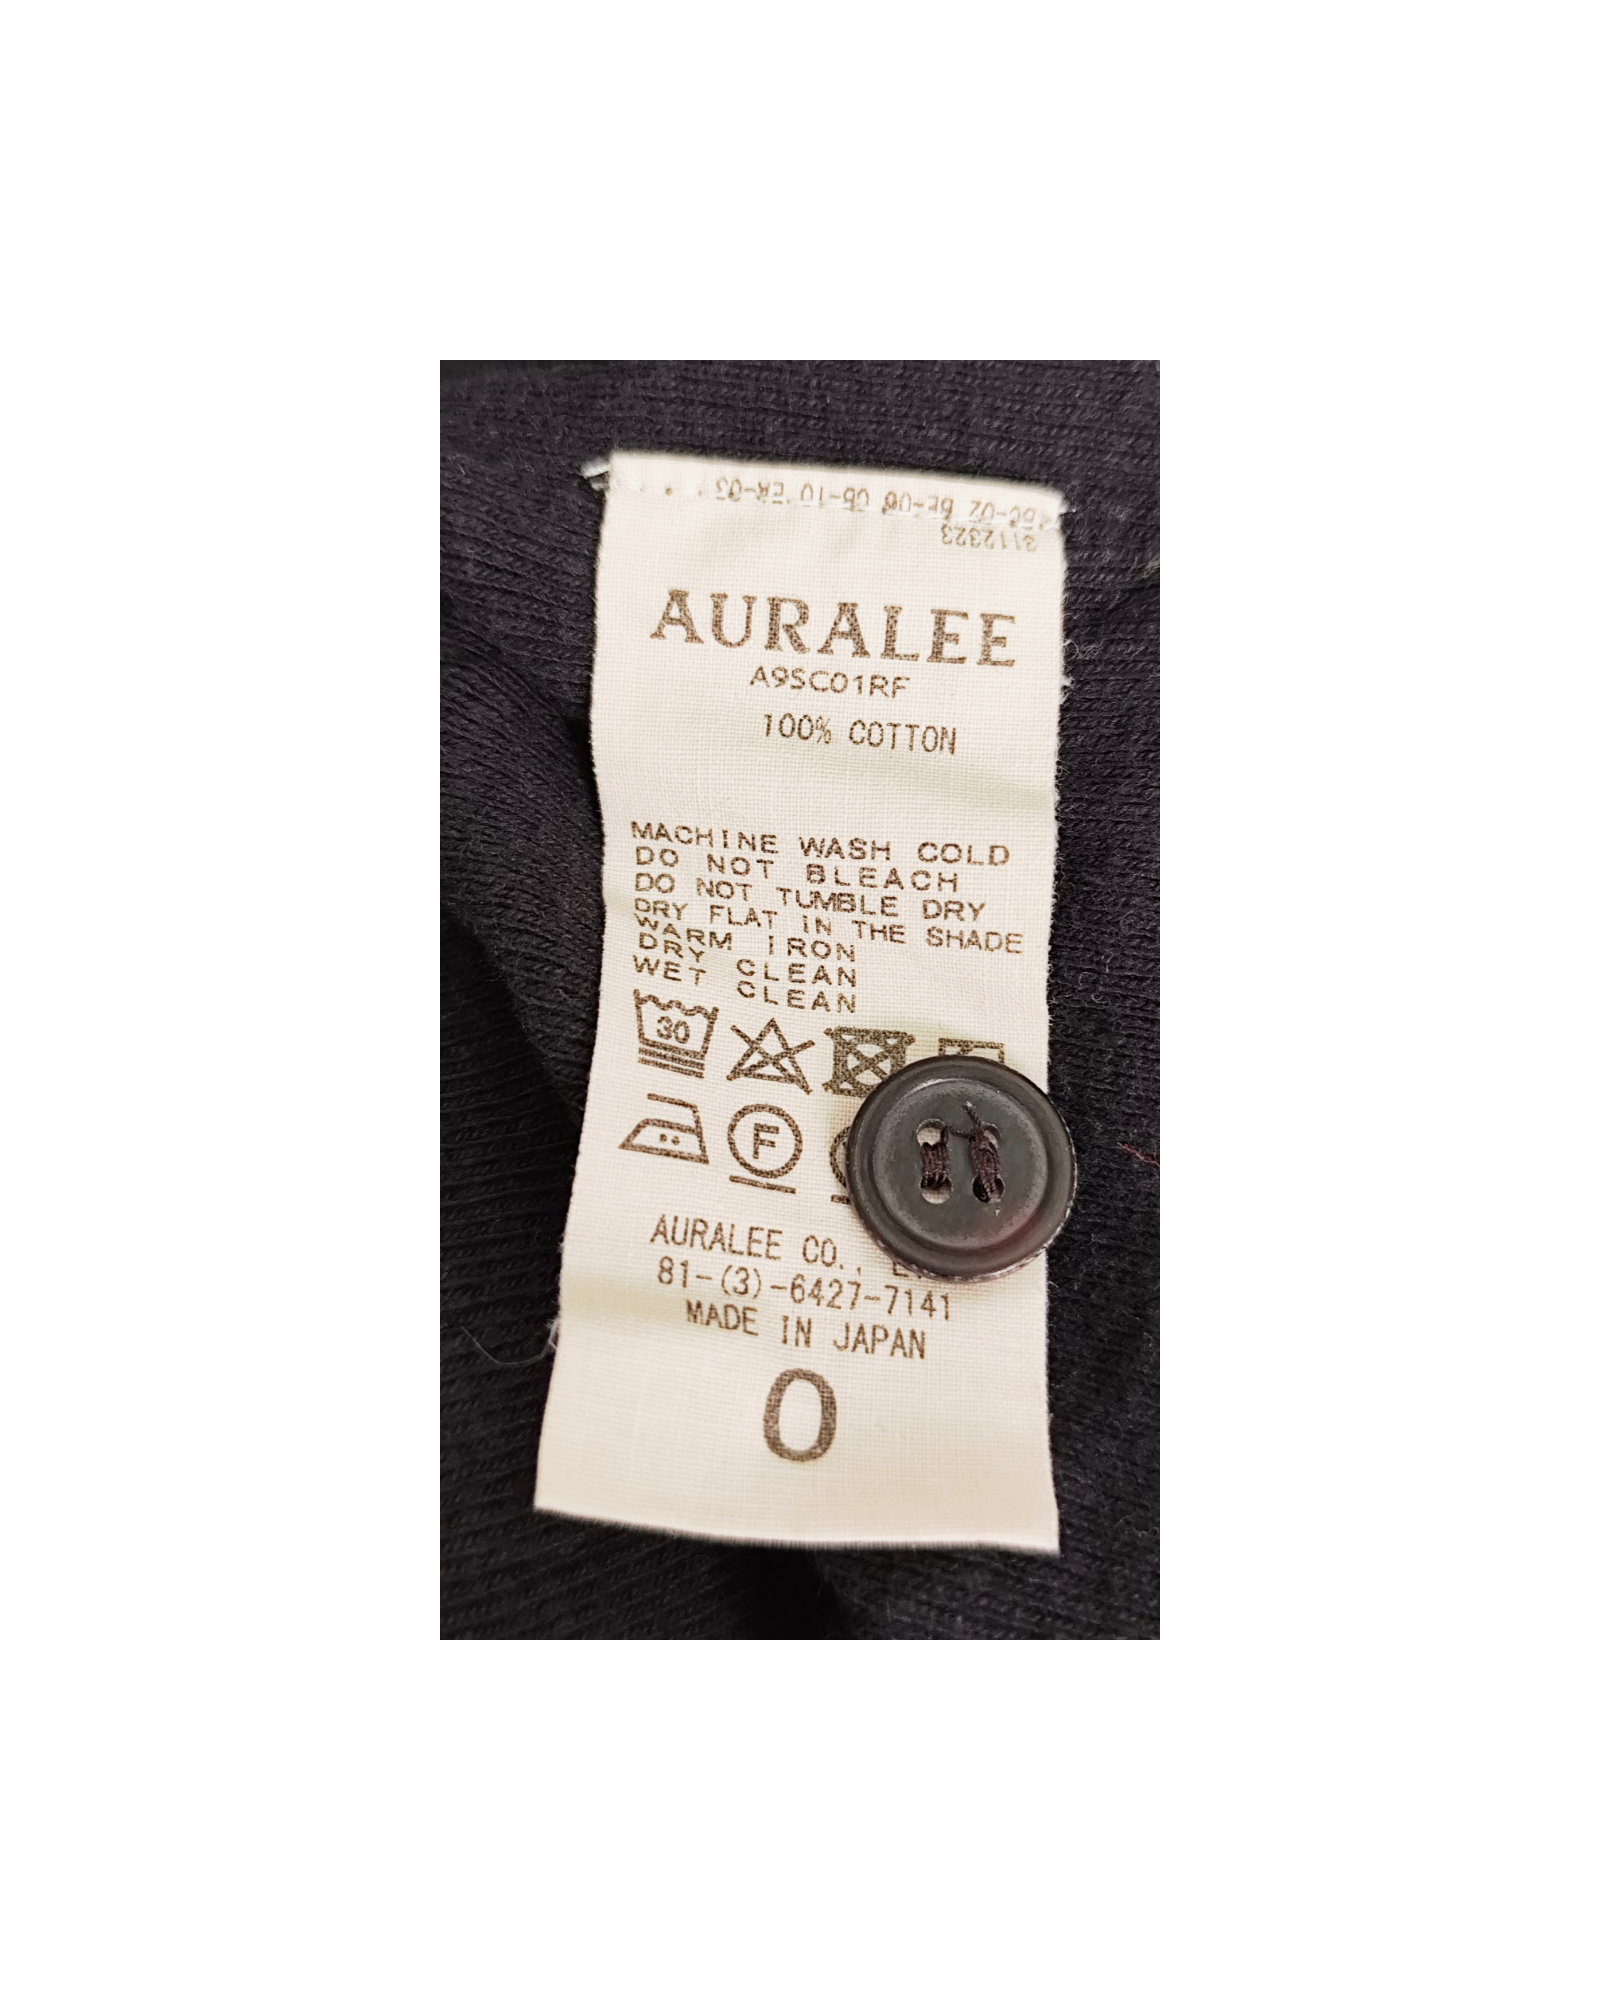 3112323
AURALEE
A9SC01RF
100% COTTON
MACHINE WASH COLD
DO NOT BLEACH
DO NOT TUMBLE DRY
DRY FLAT IN THE SHADE
WARM IRON
DRY CLEAN
WET CLEAN
30
F
AURALEE CO.,
81-(3)-6427-7141
MADE IN JAPAN
0